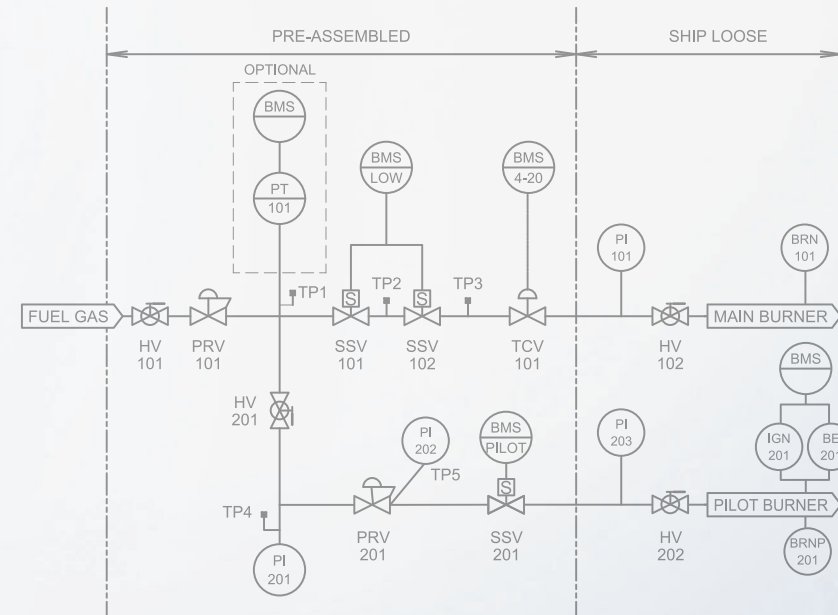 PRE-ASSEMBLED
SHIP LOOSE
OPTIONAL
BMS
PT
101
BMS
LOW
BMS
4-20
PI
101
BRN
101
TP1
TP2
TP3
FUEL GAS
MAIN BURNER
S
S
HV
101
PRV
101
SSV
101
SSV
102
TCV
101
HV
102
HV
201
BMS
PI
202
BMS
PILOT
PI
203
IGN
201
BE
201
TP5
S
TP4
PILOT BURNER
PRV
201
SSV
201
HV
202
PI
201
BRNP
201